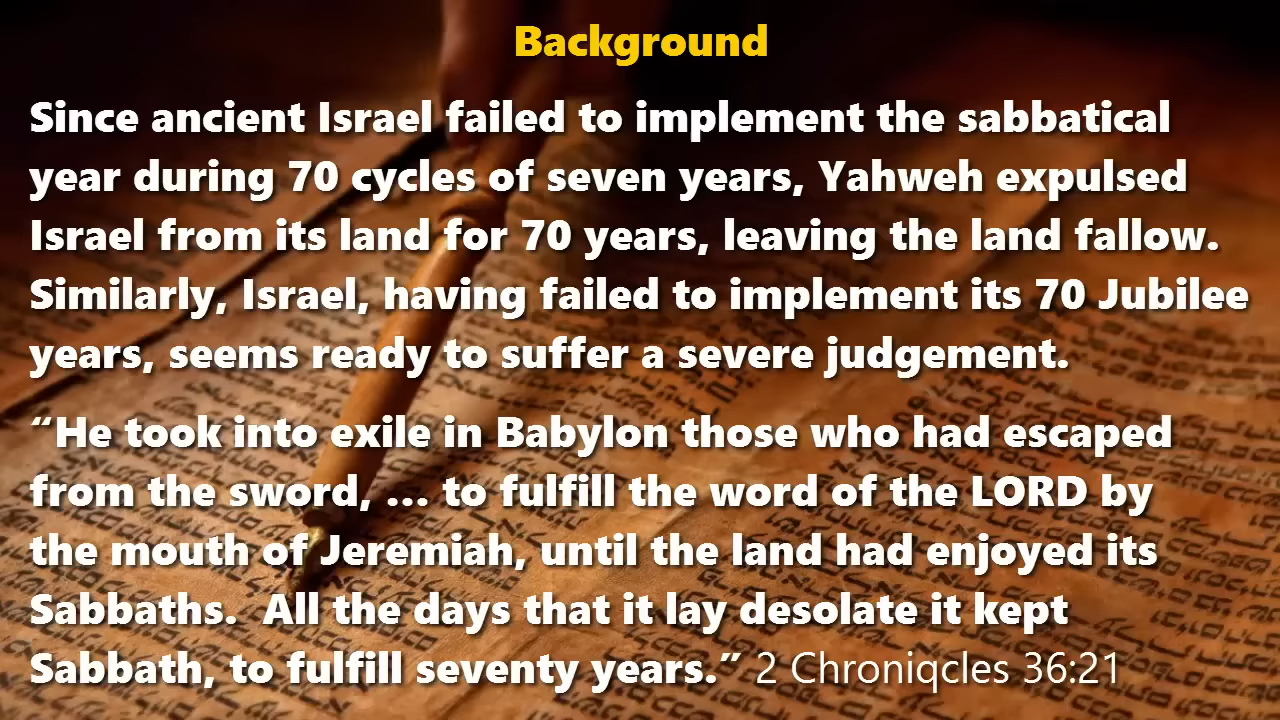 Background
Since ancient Israel failed to implement the sabbatical
year during 70 cycles of seven years, Yahweh expulsed
Israel from its land for 70 years, leaving the land fallow.
Similarly, Israel, having failed to implement its 70 Jubilee
years, seems ready to suffer a severe judgement.
“He took into exile in Babylon those who had escaped
from the sword, … to fulfill the word of the LORD by
the mouth of Jeremiah, until the land had enjoyed its
Sabbaths.  All the days that it lay desolate it kept
Sabbath, to fulfill seventy years.” 2 Chroniqcles 36:21